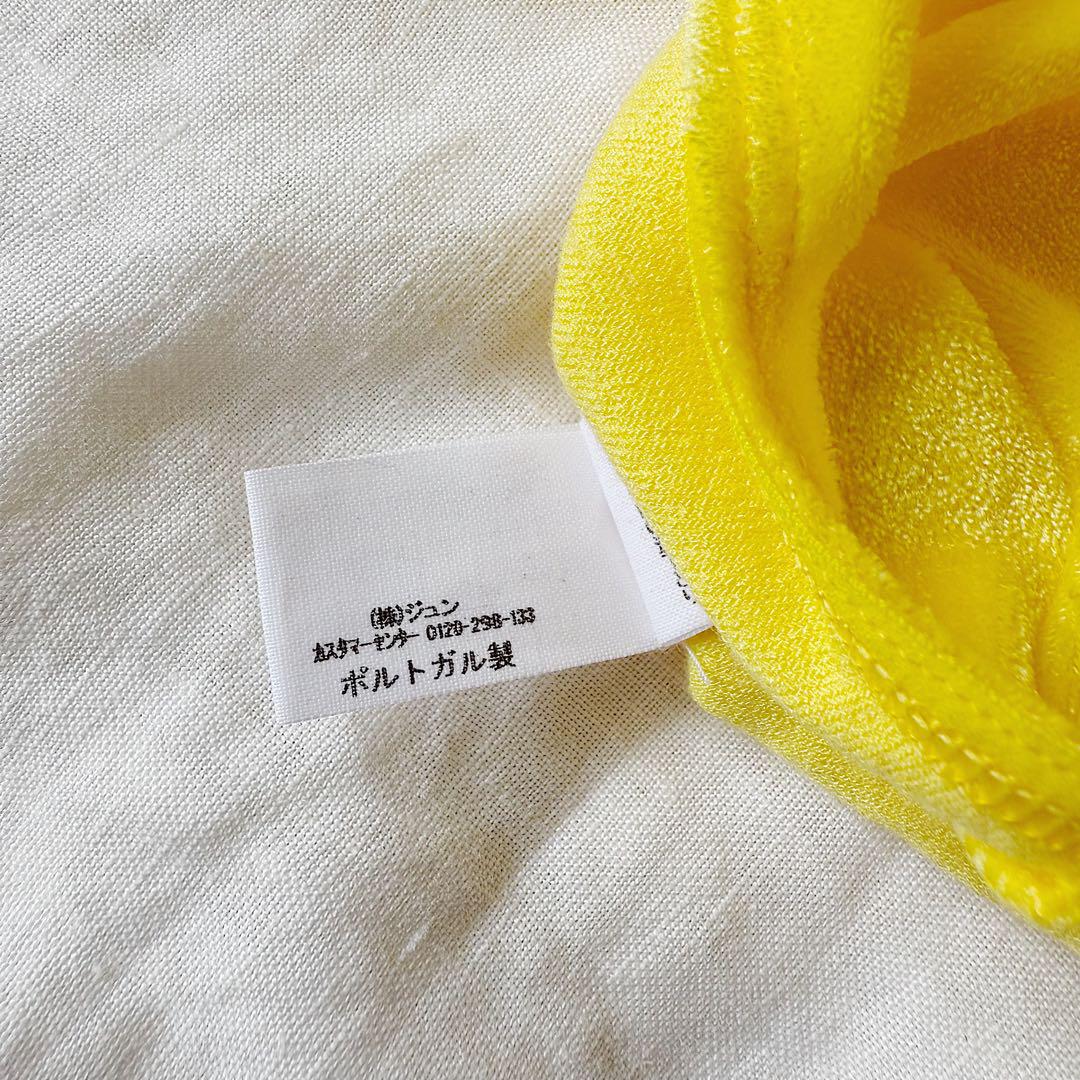 (株)ジュン
カスタマーセンター 0120-298-133
ポルトガル製